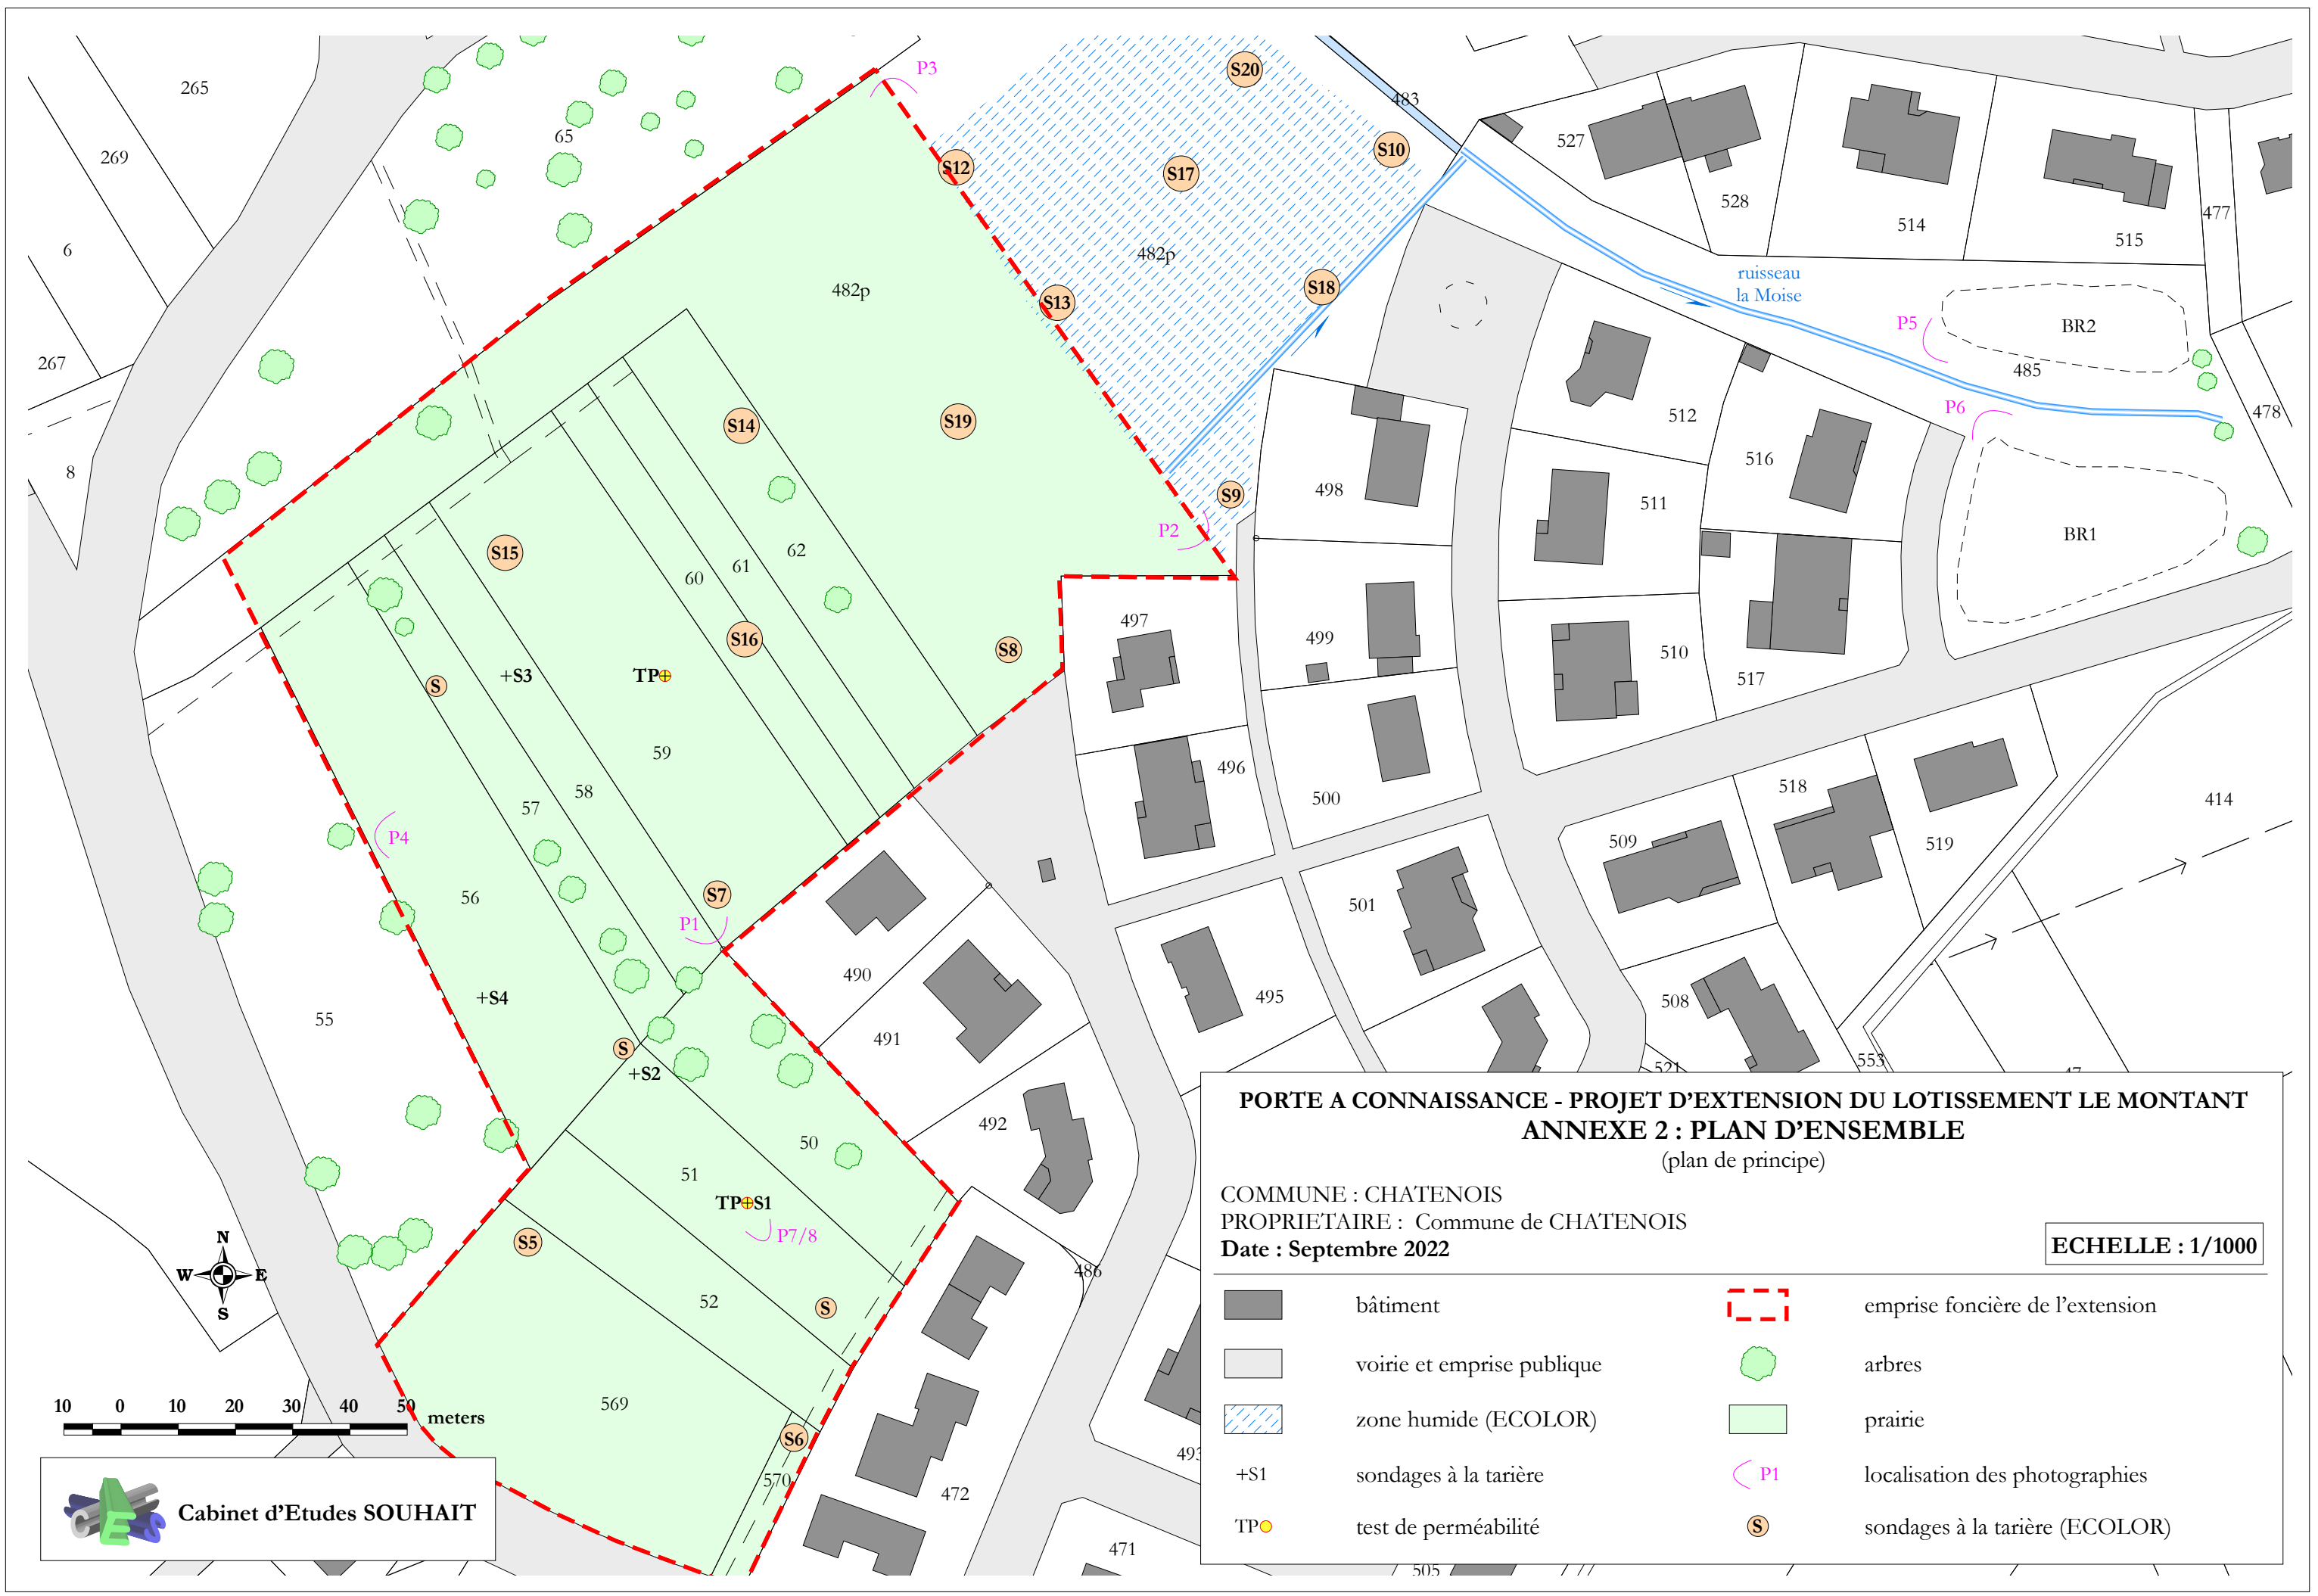 265
65
P3
S20
483
527
528
514
515
477
269
S12
S17
S10
6
482p
482p
ruisseau
la Moise
S13
S18
P5
BR2
485
267
8
S14
S19
S9
P2
P6
478
498
512
516
511
BR1
S15
60
61
62
S16
S8
497
499
510
517
S
+S3
TP
59
57
58
496
500
518
414
P4
509
519
56
S7
P1
501
490
495
508
+S4
55
491
S
+S2
553
521
47
492
50
51
TP+S1
P7/8
S5
52
S
486
N
W
E
S
569
S6
570
472
493
471
505
10 0 10 20 30 40 50
meters
Cabinet d'Etudes SOUHAIT
PORTE A CONNAISSANCE - PROJET D'EXTENSION DU LOTISSEMENT LE MONTANT
ANNEXE 2 : PLAN D'ENSEMBLE
(plan de principe)
COMMUNE : CHATENOIS
PROPRIETAIRE : Commune de CHATENOIS
Date : Septembre 2022
ECHELLE : 1/1000
bâtiment
emprise foncière de l'extension
voirie et emprise publique
arbres
zone humide (ECOLOR)
prairie
+S1 sondages à la tarière
P1 localisation des photographies
TP test de perméabilité
S sondages à la tarière (ECOLOR)